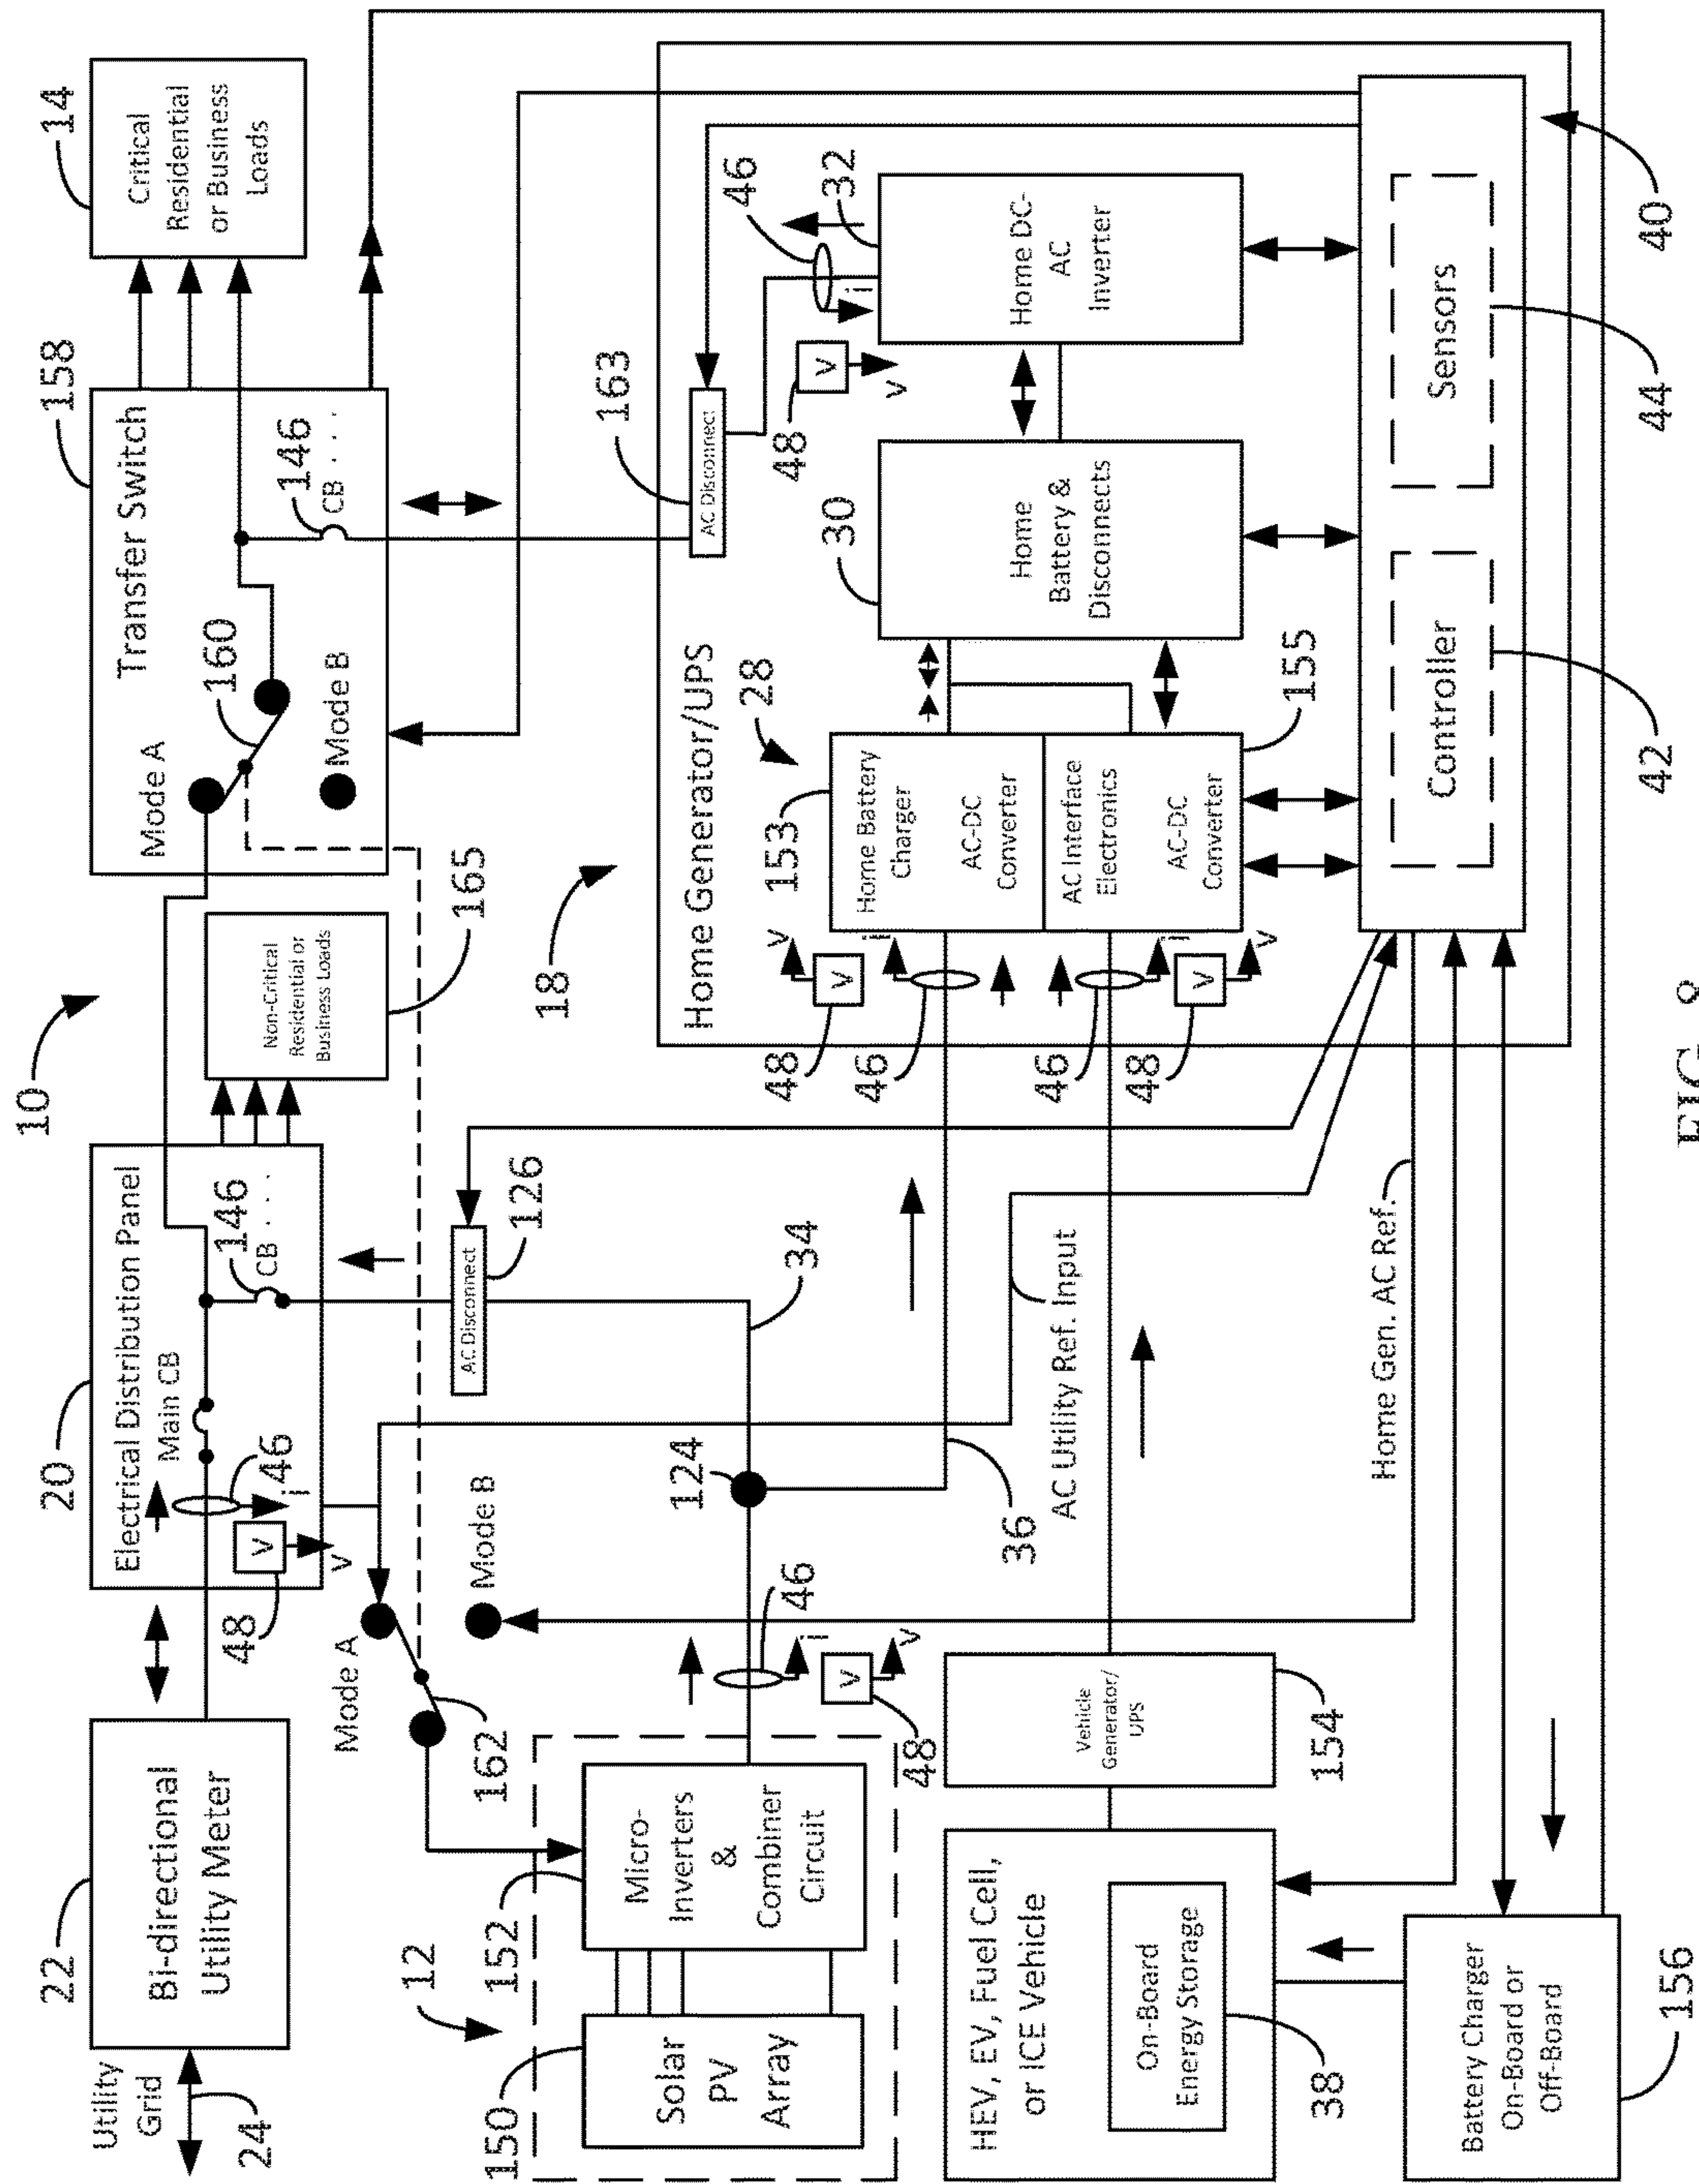 10
Utility
Grid
24
22
Bi-directional
Utility Meter
20
Electrical Distribution Panel
Main CB
46
i
V
v
48
146
CB . . .
Non-Critical
Residential or
Business Loads
165
158
Transfer Switch
Mode A
160
Mode B
146
CB . . . .
14
Critical
Residential
or Business
Loads
Mode A
162
Mode B
AC Disconnect
126
34
124
36
12
150
Solar
PV
Array
152
Micro-
Inverters
&
Combiner
Circuit
46
i
V
v
48
AC Utility Ref. Input
Home Gen. AC Ref.
18
Home Generator/UPS
163
AC Disconnect
48
V
v
46
i
32
Home DC-
AC
Inverter
30
Home
Battery &
Disconnects
28
153
Home Battery
Charger
AC-DC
Converter
AC Interface
Electronics
AC-DC
Converter
155
48
V
v
46
i
46
i
48
V
v
Controller
42
Sensors
44
40
HEV, EV, Fuel Cell,
or ICE Vehicle
On-Board
Energy Storage
38
Vehicle
Generator/
UPS
154
Battery Charger
On-Board or
Off-Board
156
FIG. 8